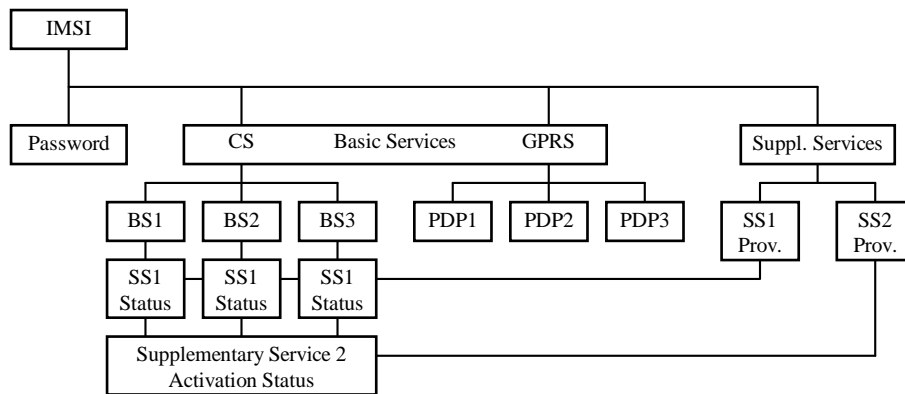 IMSI
Password
CS Basic Services GPRS
Suppl. Services
BS1
BS2
BS3
PDP1
PDP2
PDP3
SS1
Prov.
SS2
Prov.
SS1
Status
SS1
Status
SS1
Status
Supplementary Service 2
Activation Status